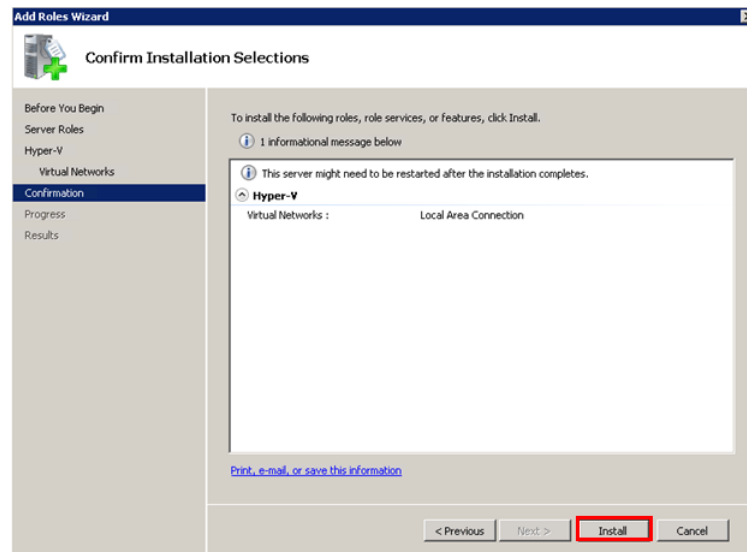 Add Roles Wizard
Confirm Installation Selections
Before You Begin
Server Roles
Hyper-V
Virtual Networks
Confirmation
Progress
Results
To install the following roles, role services, or features, click Install.
1 informational message below
This server might need to be restarted after the installation completes.
Hyper-V
Virtual Networks : Local Area Connection
Print, e-mail, or save this information
< Previous Next > Install Cancel